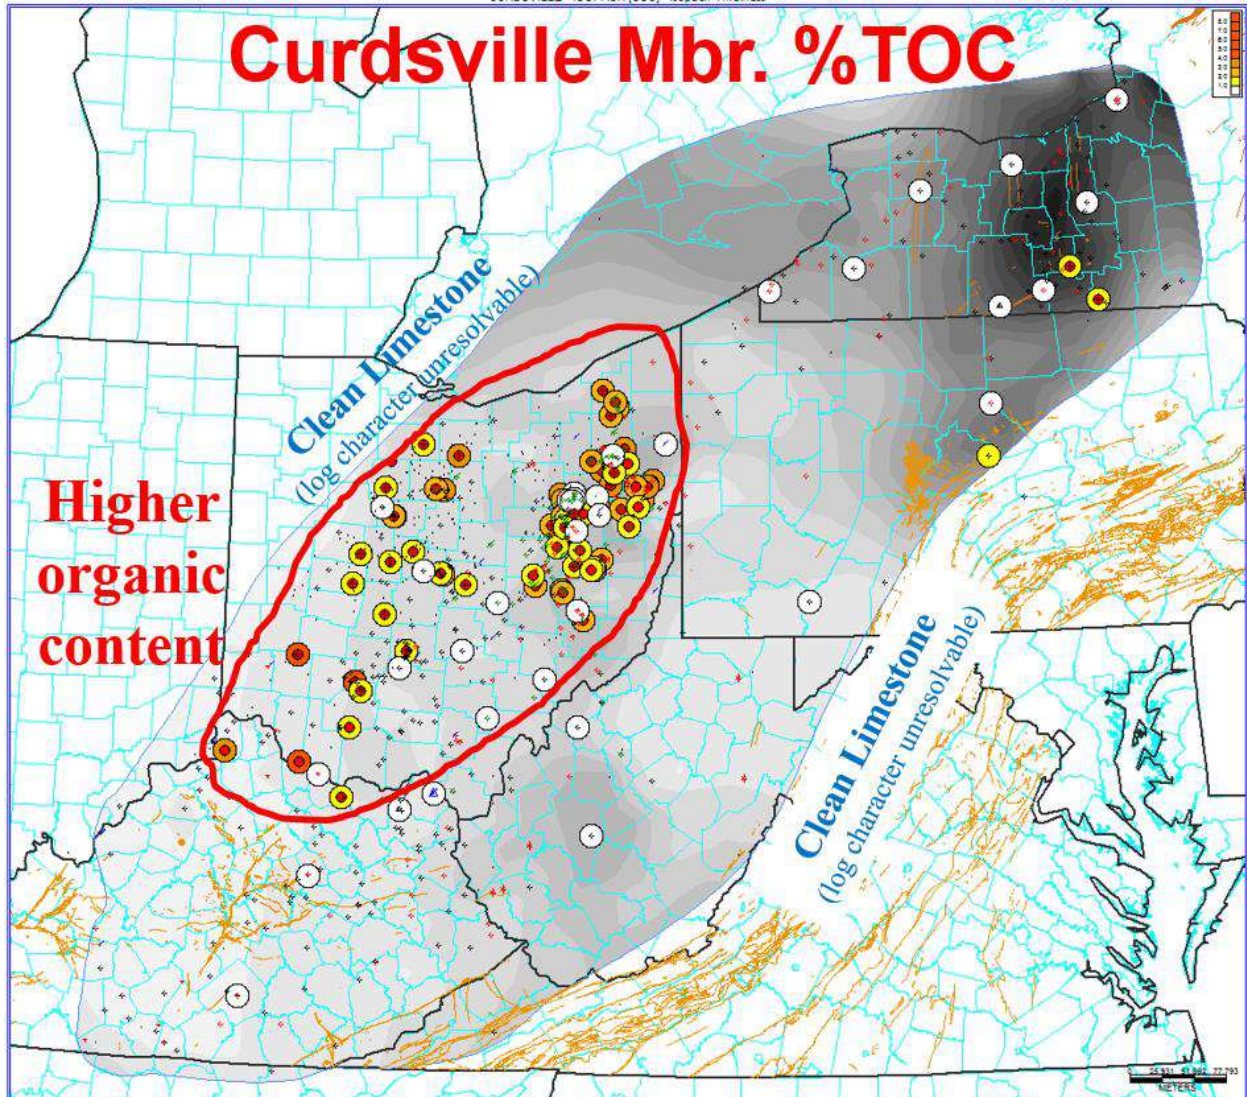 Curdsville Mbr. %TOC
Clean Limestone
(log character unresolvable)
Higher
organic
content
Clean Limestone
(log character unresolvable)
METERS